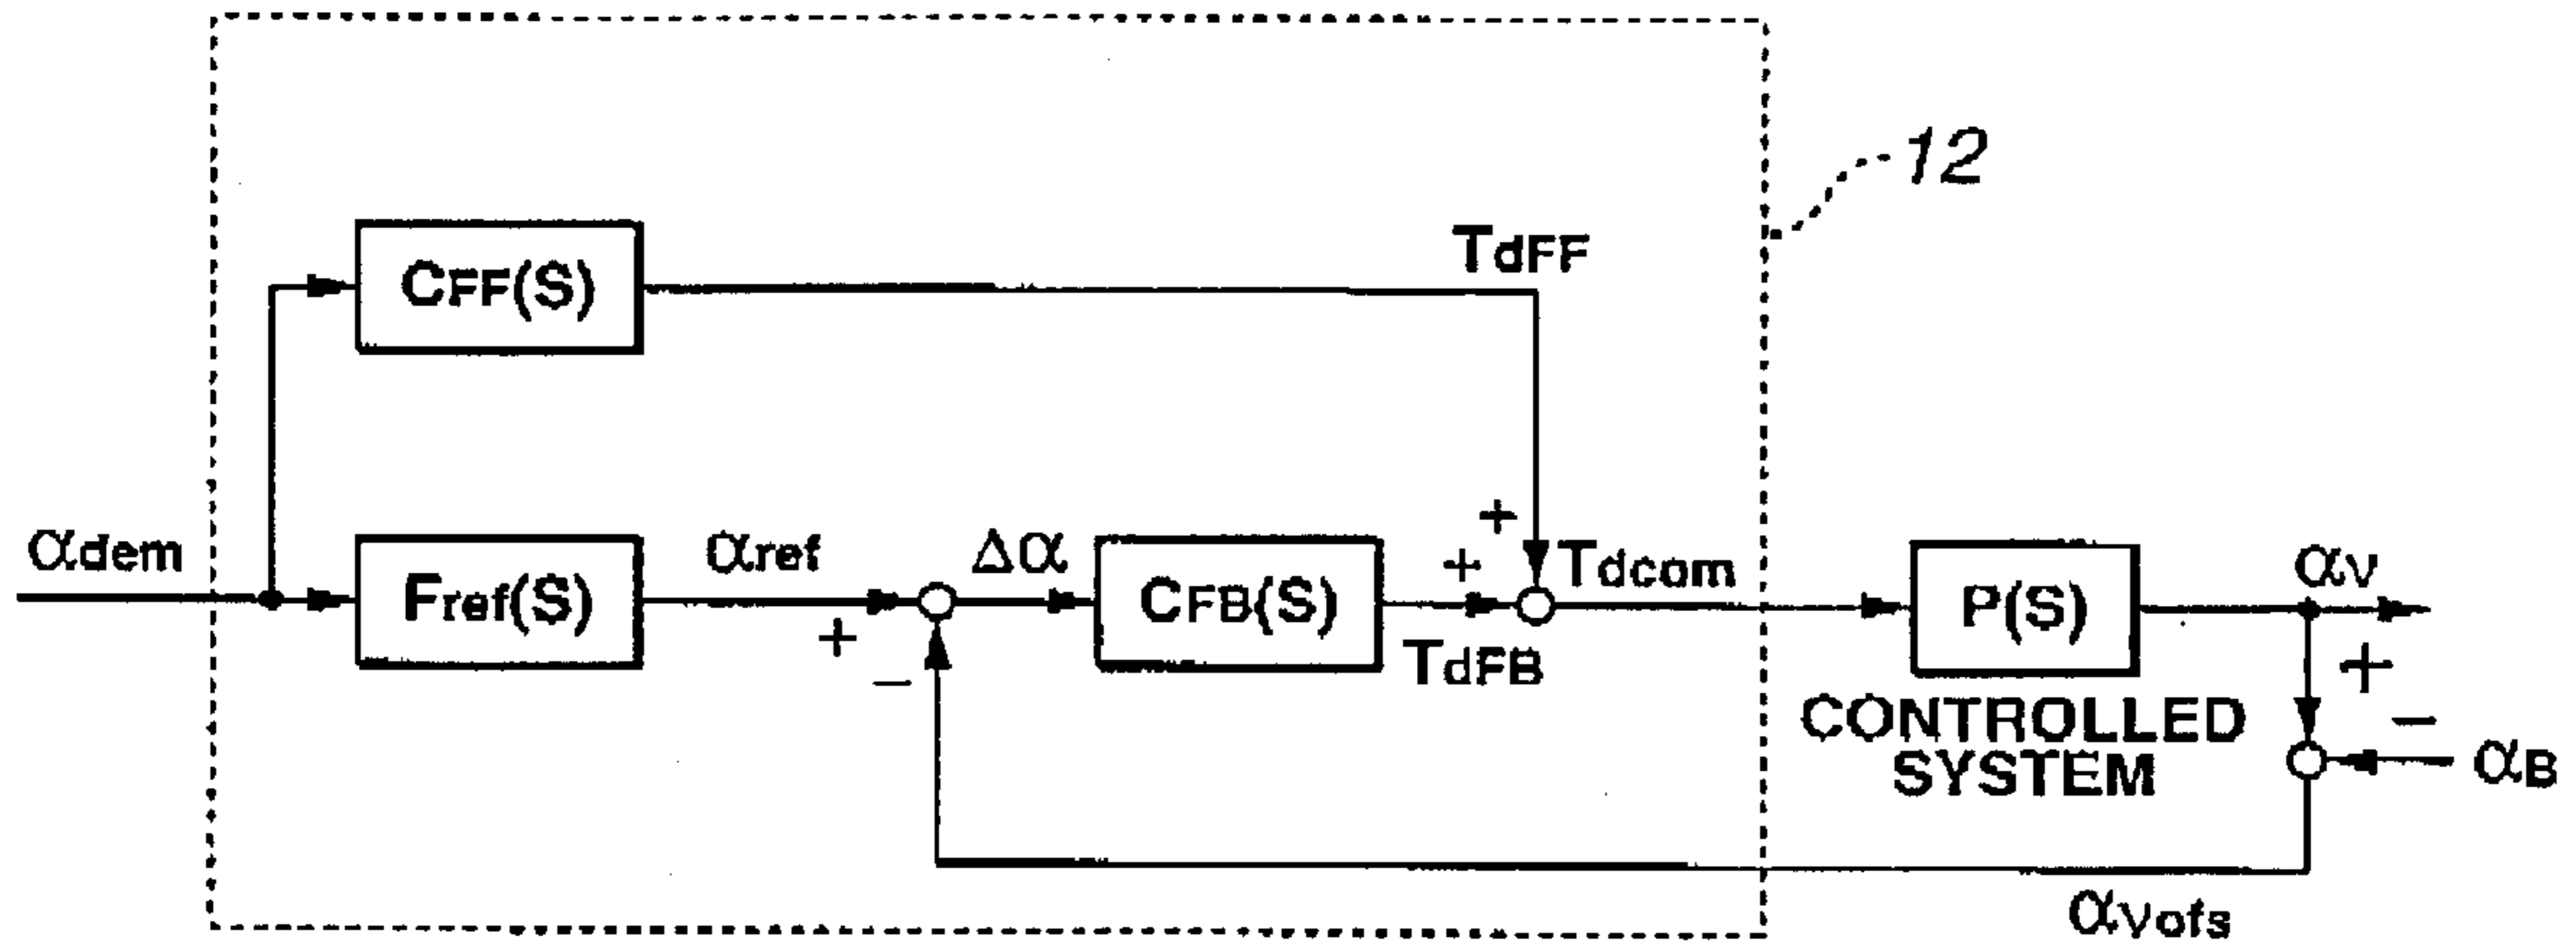 12
TdFF
CFF(S)
+
αdem
Fref(S)
αref
+
−
Δα
CFB(S)
+
TdFB
Tdcom
P(S)
CONTROLLED
SYSTEM
αV
+
−
αB
αVofs